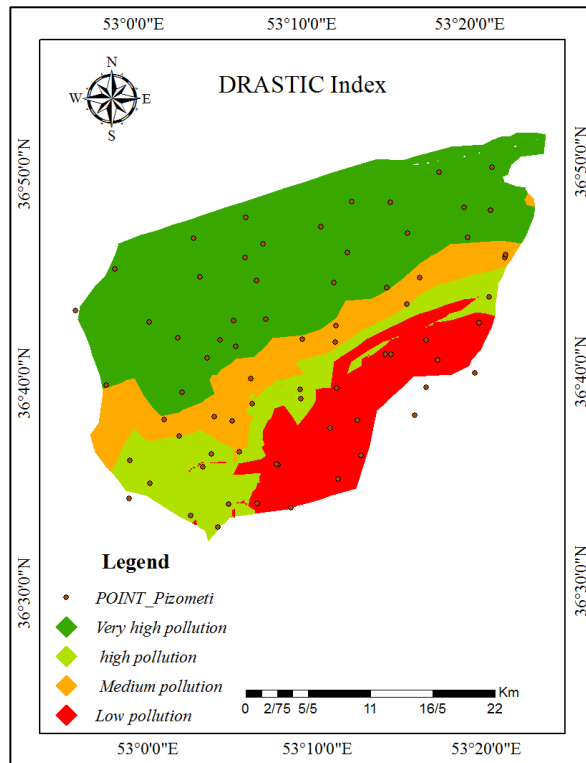 53°0'0"E 53°10'0"E 53°20'0"E
N
W E
S
DRASTIC Index
36°50'0"N 36°50'0"N
36°40'0"N 36°40'0"N
36°30'0"N 36°30'0"N
Legend
POINT_Pizometi
Very high pollution
high pollution
Medium pollution
Low pollution
Km
0 2/75 5/5 11 16/5 22
53°0'0"E 53°10'0"E 53°20'0"E